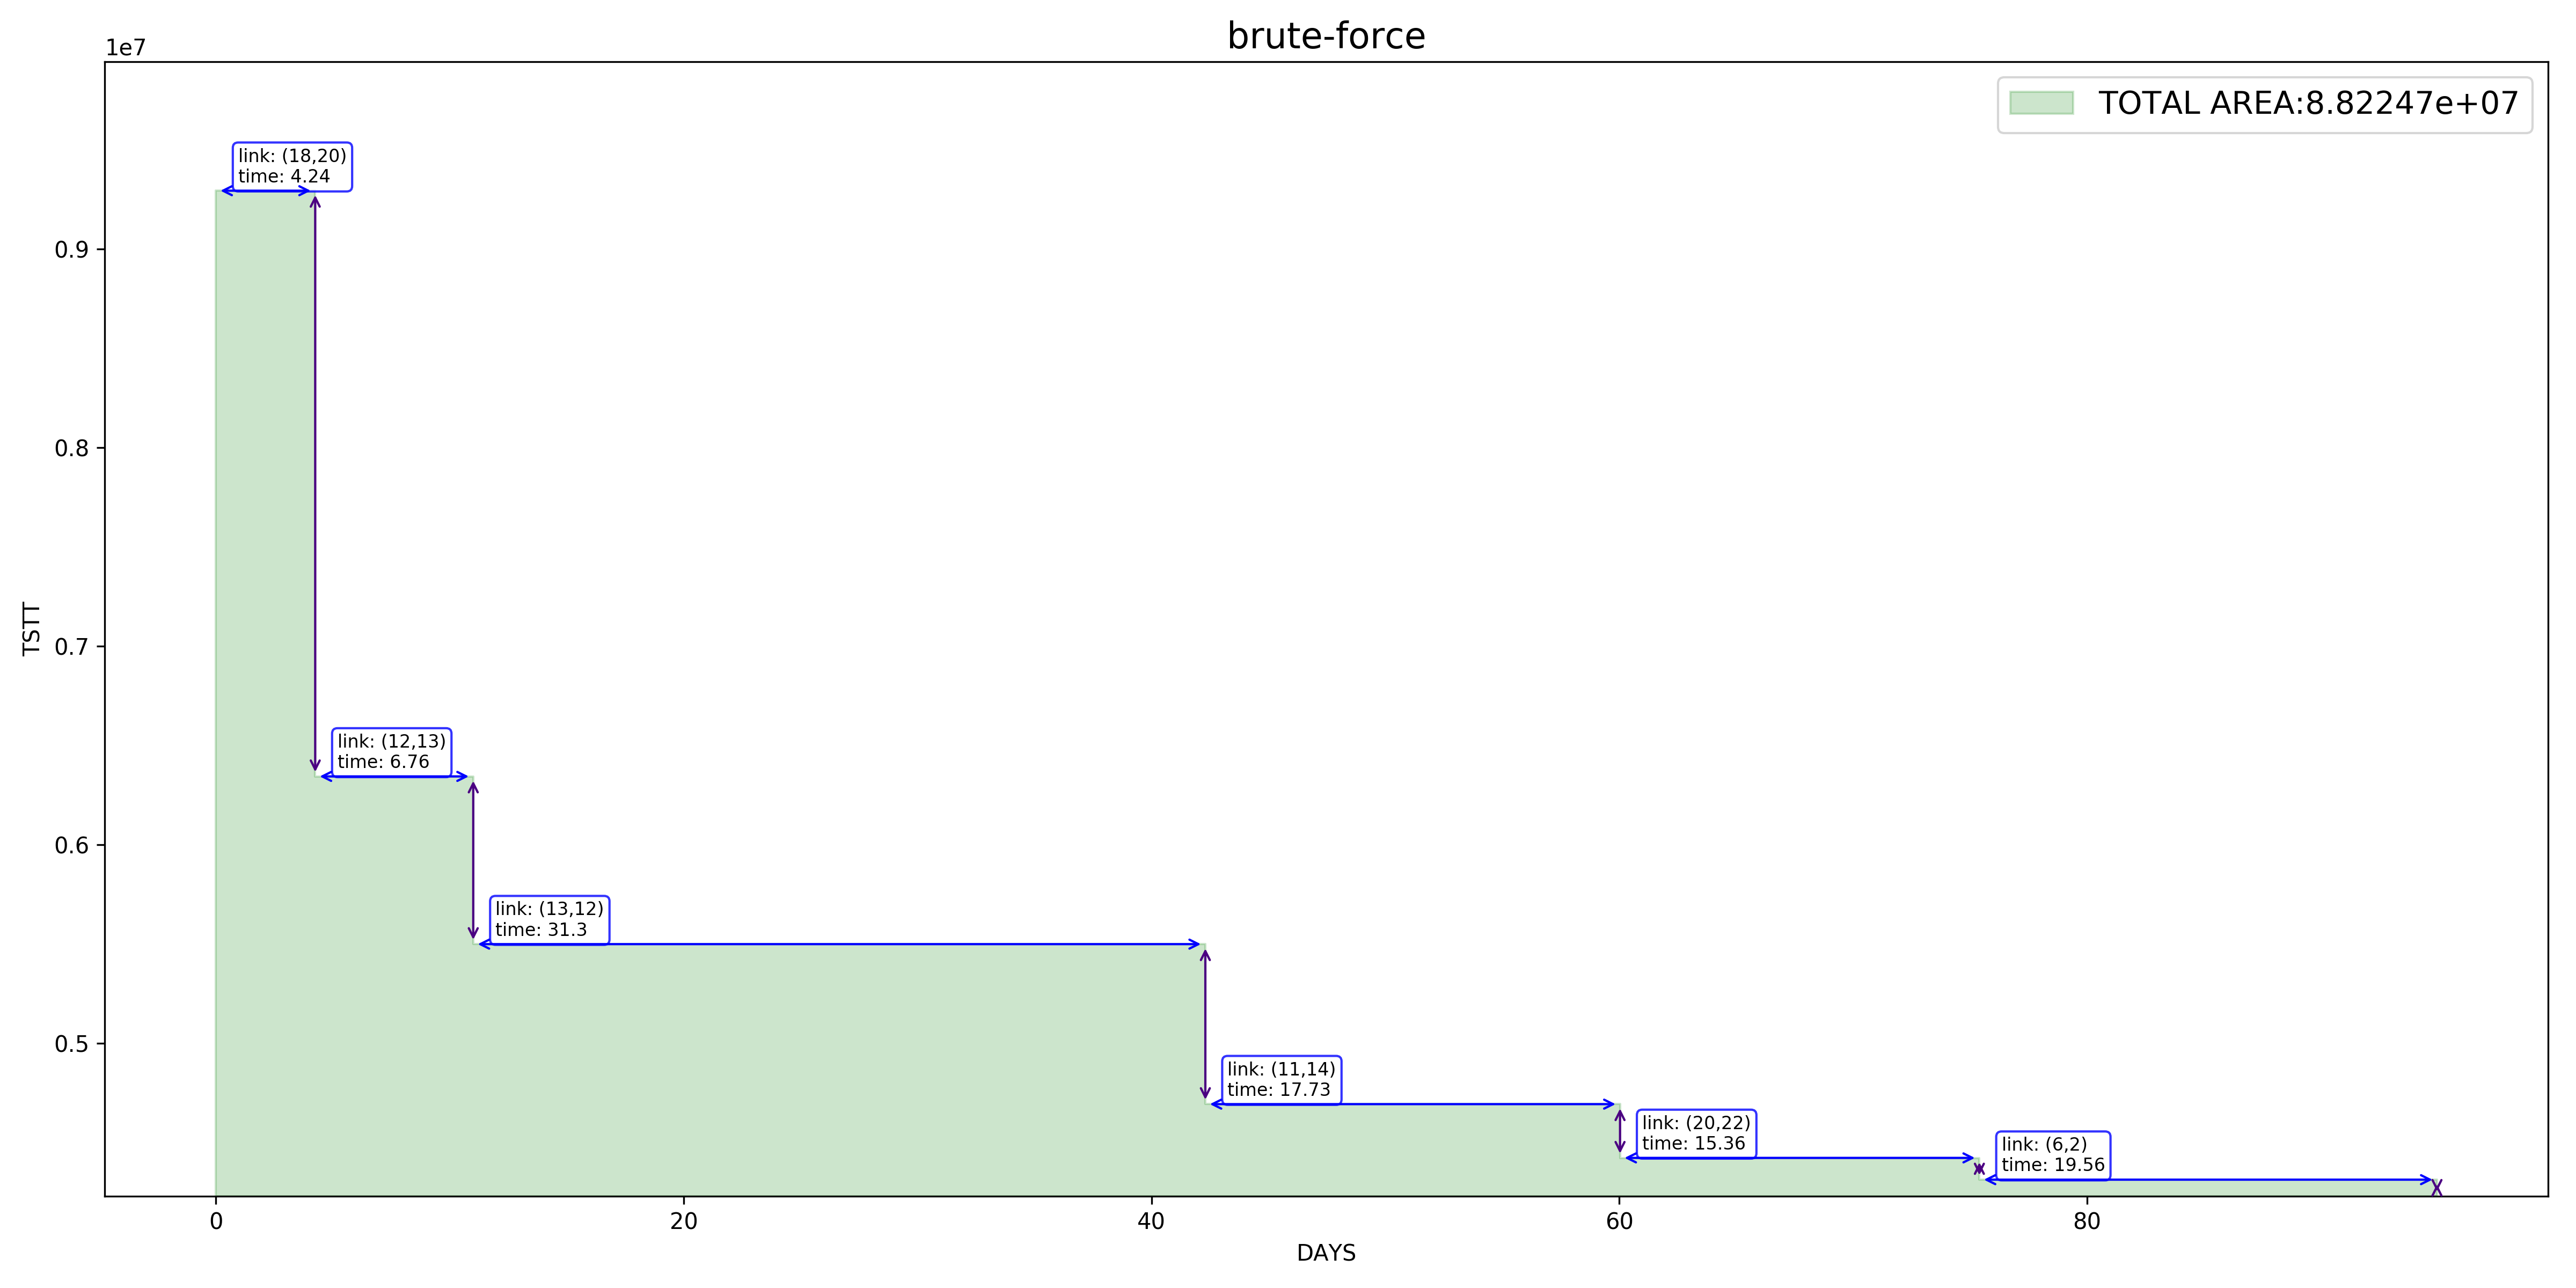 brute-force
1e7
TOTAL AREA:8.82247e+07
link: (18,20)
time: 4.24
0.9
0.8
0.7
TSTT
link: (12,13)
time: 6.76
0.6
link: (13,12)
time: 31.3
0.5
link: (11,14)
time: 17.73
link: (20,22)
time: 15.36
link: (6,2)
time: 19.56
0
20
40
60
80
DAYS